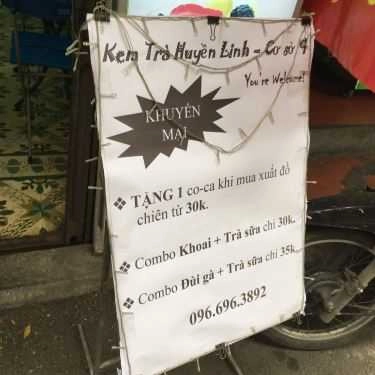 Kem Trà Huyền Linh - Cơ sở 9
You're Welcome!
KHUYẾN
MẠI
❖ TẶNG 1 co-ca khi mua xuất đồ
chiên từ 30k.
❖ Combo Khoai + Trà sữa chỉ 30k.
❖ Combo Đùi gà + Trà sữa chỉ 35k.
096.696.3892